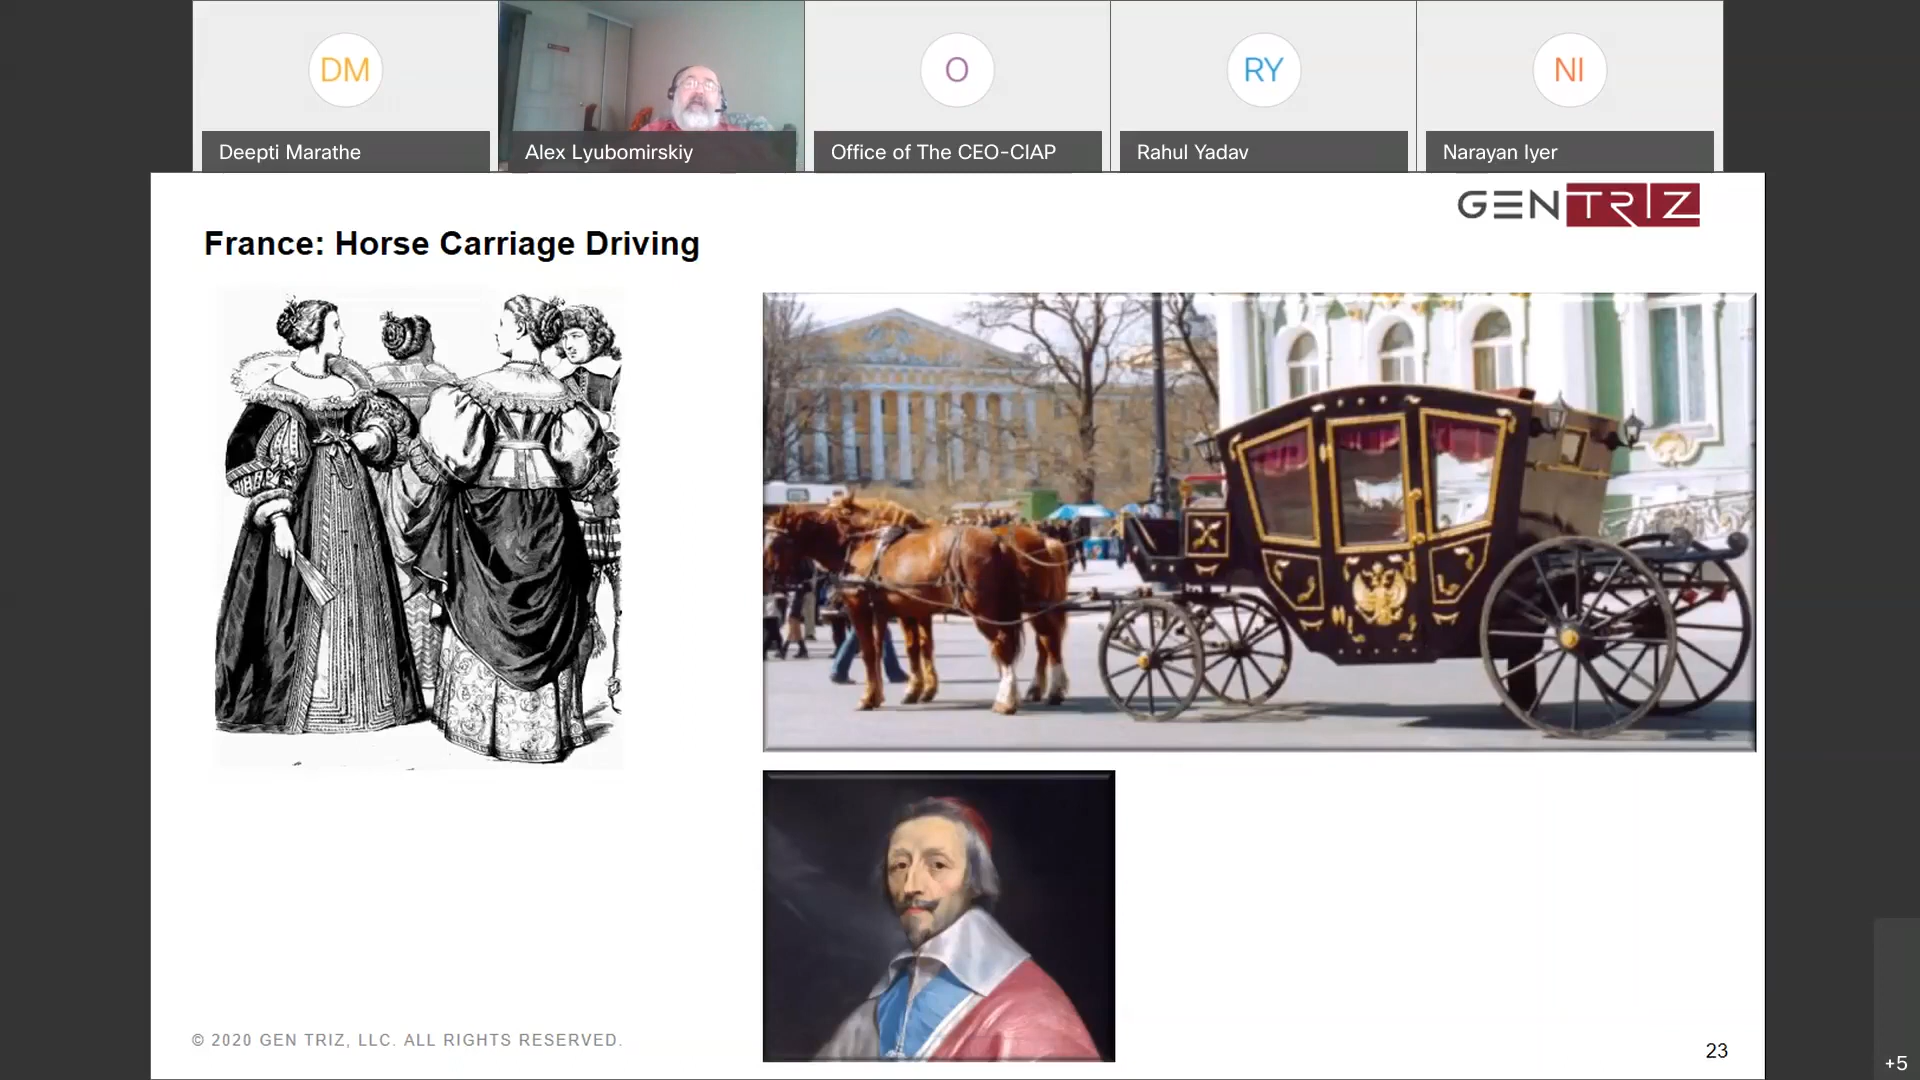 DM
O
RY
NI
Deepti Marathe
Alex Lyubomirskiy
Office of The CEO-CIAP
Rahul Yadav
Narayan Iyer
GEN TRIZ
France: Horse Carriage Driving
© 2020 GEN TRIZ, LLC. ALL RIGHTS RESERVED.
23
+5